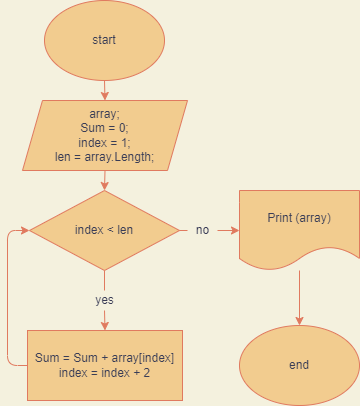 start
array;
Sum = 0;
index = 1;
len = array.Length;
index < len
no
Print (array)
yes
Sum = Sum + array[index]
index = index + 2
end